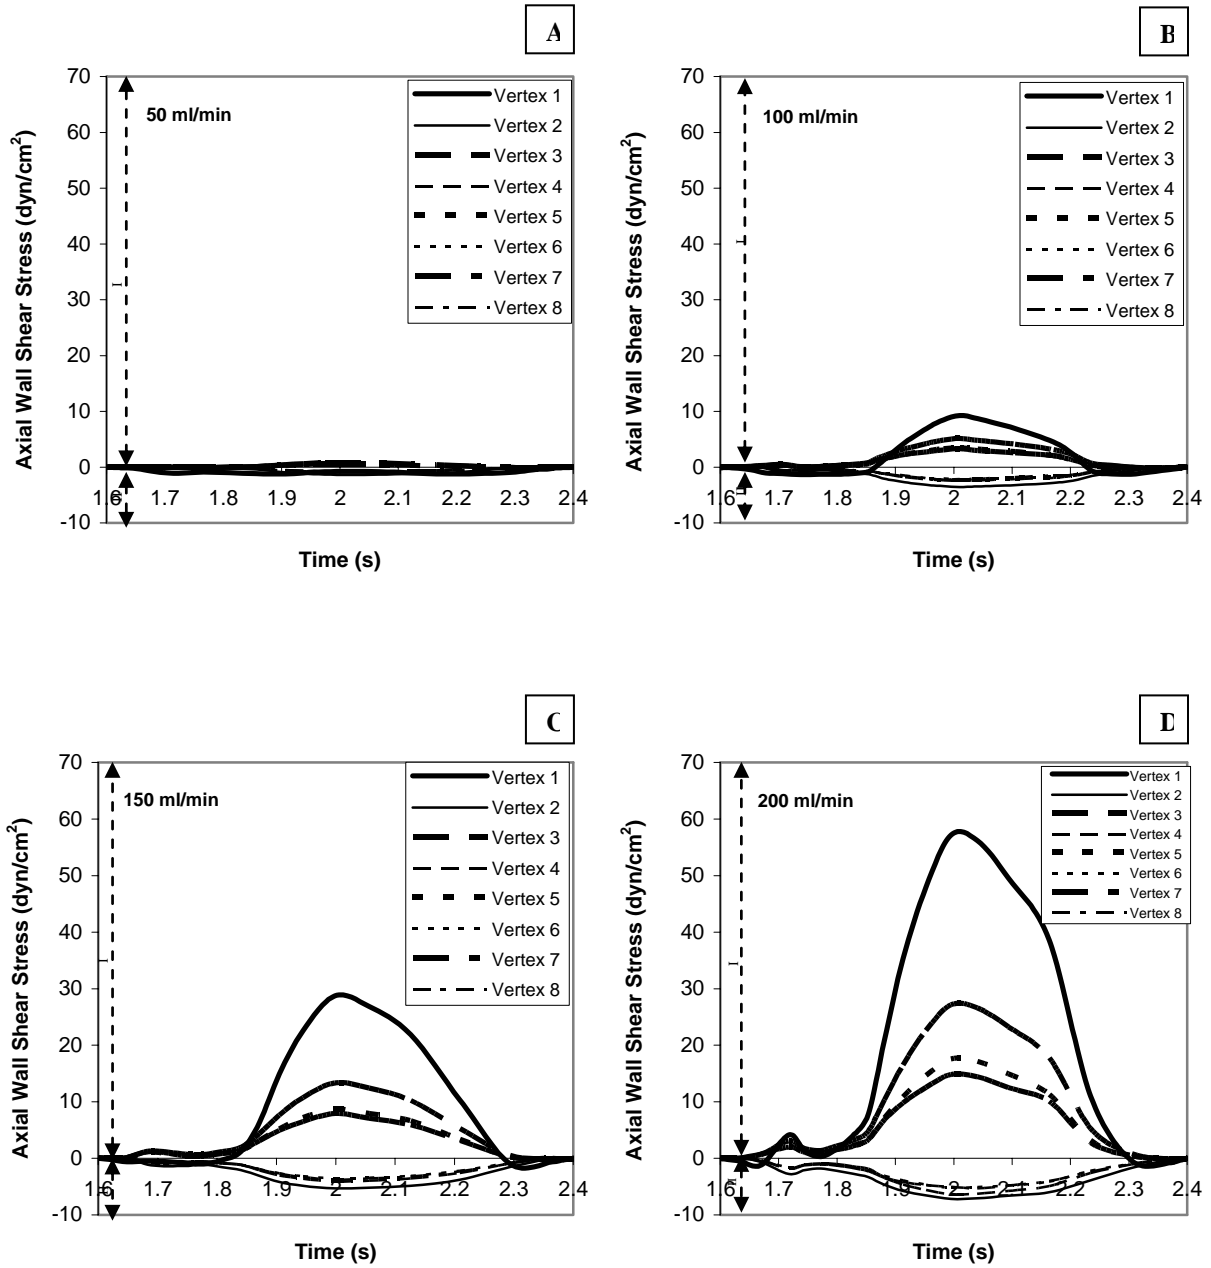 A
Axial Wall Shear Stress (dyn/cm²)
70
60
50
40
30
20
10
0
-10
50 ml/min
Vertex 1
Vertex 2
Vertex 3
Vertex 4
Vertex 5
Vertex 6
Vertex 7
Vertex 8
1.6
1.7
1.8
1.9
2
2.1
2.2
2.3
2.4
Time (s)
B
Axial Wall Shear Stress (dyn/cm²)
70
60
50
40
30
20
10
0
-10
100 ml/min
Vertex 1
Vertex 2
Vertex 3
Vertex 4
Vertex 5
Vertex 6
Vertex 7
Vertex 8
1.6
1.7
1.8
1.9
2
2.1
2.2
2.3
2.4
Time (s)
C
Axial Wall Shear Stress (dyn/cm²)
70
60
50
40
30
20
10
0
-10
150 ml/min
Vertex 1
Vertex 2
Vertex 3
Vertex 4
Vertex 5
Vertex 6
Vertex 7
Vertex 8
1.6
1.7
1.8
1.9
2
2.1
2.2
2.3
2.4
Time (s)
D
Axial Wall Shear Stress (dyn/cm²)
70
60
50
40
30
20
10
0
-10
200 ml/min
Vertex 1
Vertex 2
Vertex 3
Vertex 4
Vertex 5
Vertex 6
Vertex 7
Vertex 8
1.6
1.7
1.8
1.9
2
2.1
2.2
2.3
2.4
Time (s)